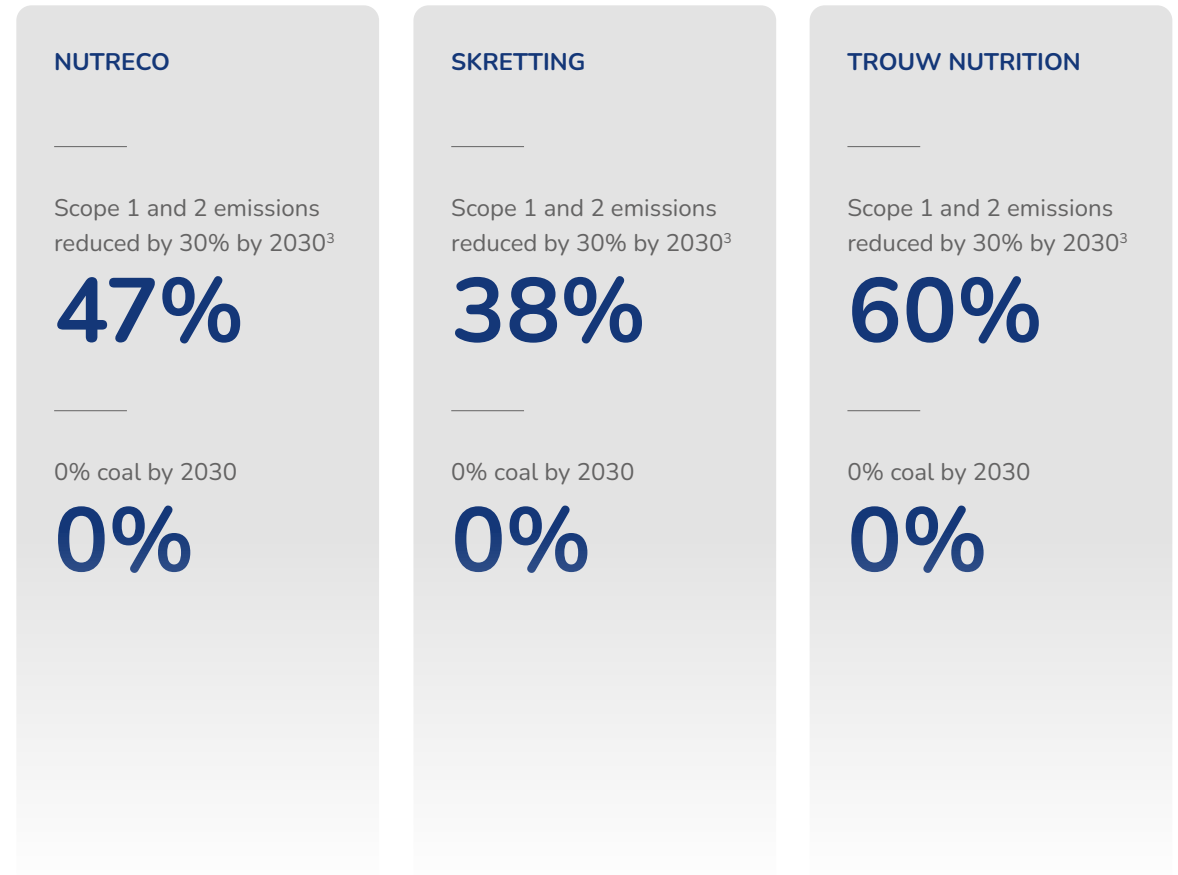 NUTRECO
Scope 1 and 2 emissions
reduced by 30% by 2030³
47%
0% coal by 2030
0%
SKRETTING
Scope 1 and 2 emissions
reduced by 30% by 2030³
38%
0% coal by 2030
0%
TROUW NUTRITION
Scope 1 and 2 emissions
reduced by 30% by 2030³
60%
0% coal by 2030
0%